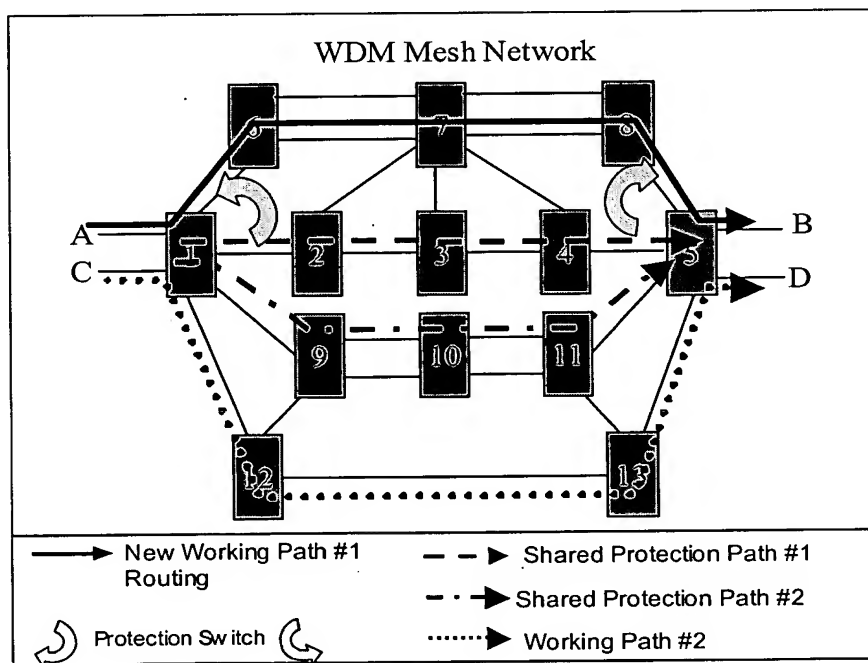 WDM Mesh Network
6 7 8
A
B
1 2 3 4 5
C
D
9 10 11
12 13
New Working Path #1
Routing
Shared Protection Path #1
Shared Protection Path #2
Protection Switch
Working Path #2